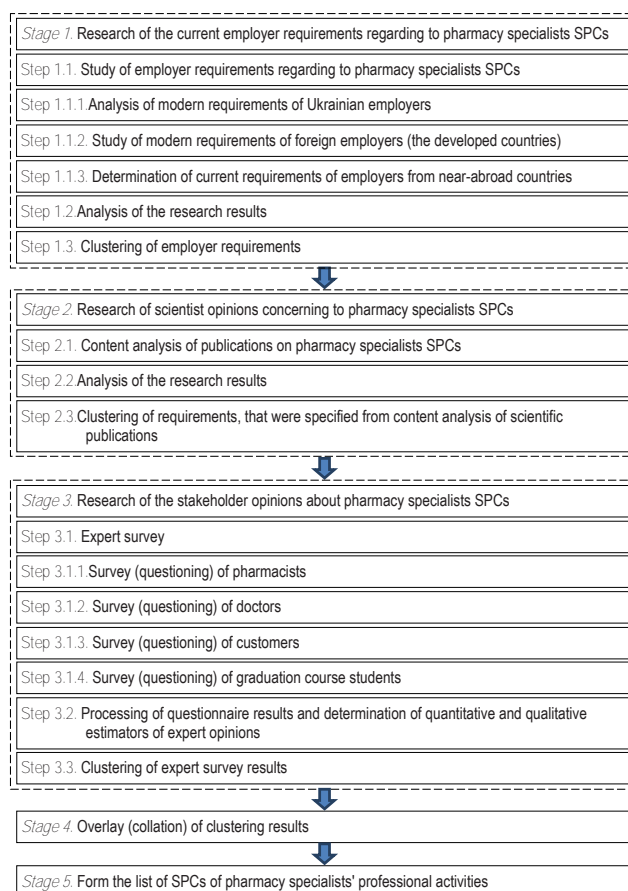 Stage 1. Research of the current employer requirements regarding to pharmacy specialists SPCs
Step 1.1. Study of employer requirements regarding to pharmacy specialists SPCs
Step 1.1.1.Analysis of modern requirements of Ukrainian employers
Step 1.1.2. Study of modern requirements of foreign employers (the developed countries)
Step 1.1.3. Determination of current requirements of employers from near-abroad countries
Step 1.2.Analysis of the research results
Step 1.3. Clustering of employer requirements
Stage 2. Research of scientist opinions concerning to pharmacy specialists SPCs
Step 2.1. Content analysis of publications on pharmacy specialists SPCs
Step 2.2.Analysis of the research results
Step 2.3.Clustering of requirements, that were specified from content analysis of scientific
publications
Stage 3. Research of the stakeholder opinions about pharmacy specialists SPCs
Step 3.1. Expert survey
Step 3.1.1.Survey (questioning) of pharmacists
Step 3.1.2. Survey (questioning) of doctors
Step 3.1.3. Survey (questioning) of customers
Step 3.1.4. Survey (questioning) of graduation course students
Step 3.2. Processing of questionnaire results and determination of quantitative and qualitative
estimators of expert opinions
Step 3.3. Clustering of expert survey results
Stage 4. Overlay (collation) of clustering results
Stage 5. Form the list of SPCs of pharmacy specialists' professional activities